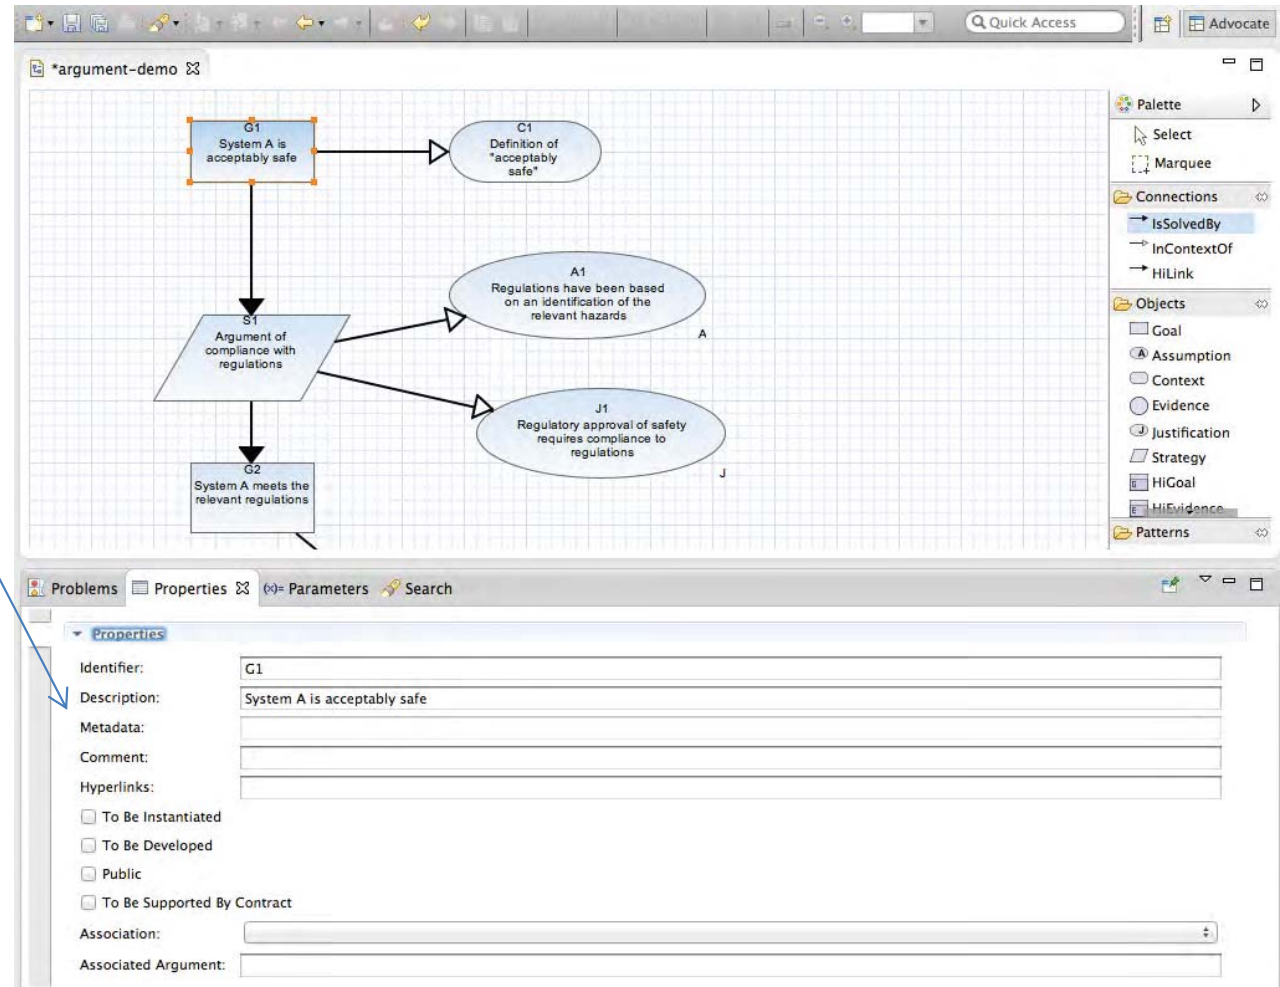 Quick Access
Advocate
*argument-demo
G1
System A is
acceptably safe
C1
Definition of
"acceptably
safe"
A1
Regulations have been based
on an identification of the
relevant hazards
A
S1
Argument of
compliance with
regulations
J1
Regulatory approval of safety
requires compliance to
regulations
J
G2
System A meets the
relevant regulations
Palette
Select
Marquee
Connections
IsSolvedBy
InContextOf
HiLink
Objects
Goal
A Assumption
Context
Evidence
J Justification
Strategy
G HiGoal
E HiEvidence
Patterns
Problems Properties (x)= Parameters Search
Properties
Identifier: G1
Description: System A is acceptably safe
Metadata:
Comment:
Hyperlinks:
To Be Instantiated
To Be Developed
Public
To Be Supported By Contract
Association:
Associated Argument: